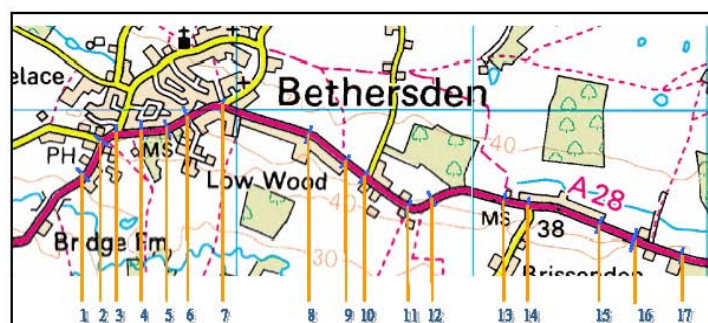 elace
Bethersden
PH
MS
40
Low Wood
40
A-28
MS
38
Bridge Fm
30
Brissenden
1 2 3 4 5 6 7 8 9 10 11 12 13 14 15 16 17